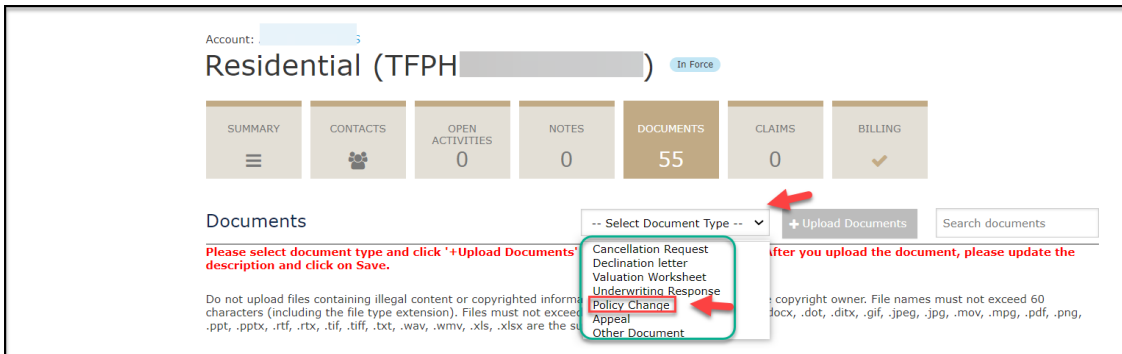 Account:
Residential (TFPH ) In Force
SUMMARY
CONTACTS
OPEN ACTIVITIES
0
NOTES
0
DOCUMENTS
55
CLAIMS
0
BILLING
Documents
-- Select Document Type --
+ Upload Documents
Search documents
Cancellation Request
Declination letter
Valuation Worksheet
Underwriting Response
Policy Change
Appeal
Other Document
Please select document type and click '+Upload Documents' After you upload the document, please update the
description and click on Save.
Do not upload files containing illegal content or copyrighted copyright owner. File names must not exceed 60
characters (including the file type extension). Files must not exceed .docx, .dot, .ditx, .gif, .jpeg, .jpg, .mov, .mpg, .pdf, .png,
.ppt, .pptx, .rtf, .rtx, .tif, .tiff, .txt, .wav, .wmv, .xls, .xlsx are the